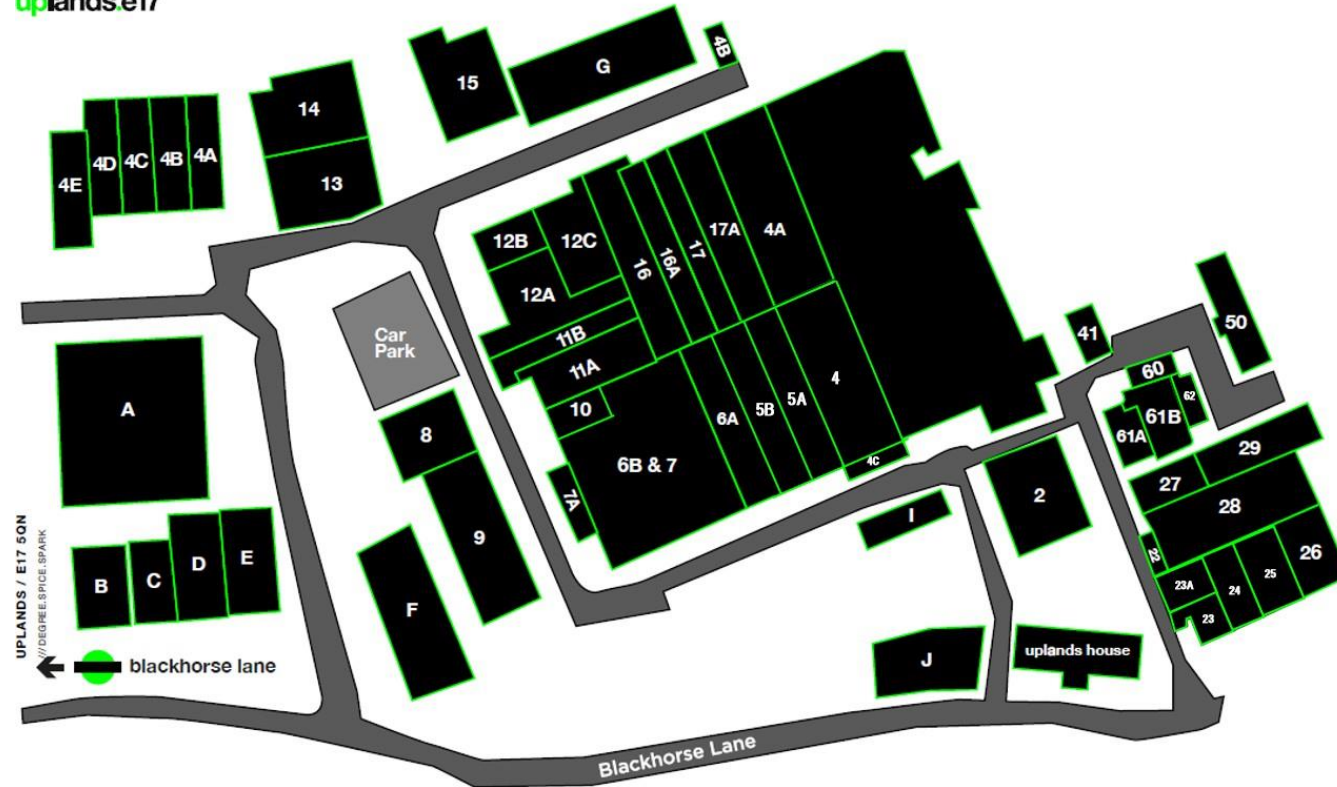 uplands.e17
4B
15
G
14
13
4E
4D
4C
4B
4A
12B
12C
12A
16
16A
17
17A
4A
11B
11A
10
Car
Park
A
8
9
6B & 7
7A
6A
5B
5A
4
4C
41
50
60
62
61A
61B
29
27
28
2
I
22
23A
23
24
25
26
B
C
D
E
F
J
uplands house
UPLANDS / E17 5QN
///DEGREE.SPICE.SPARK
blackhorse lane
Blackhorse Lane